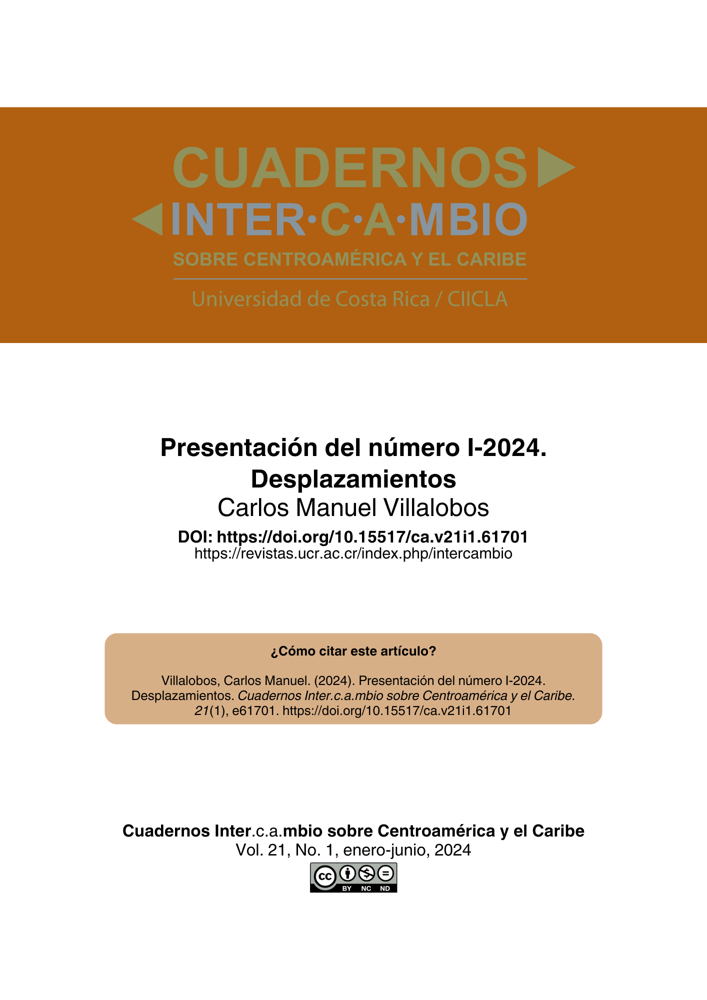 CUADERNOS
INTER•C•A•MBIO
SOBRE CENTROAMÉRICA Y EL CARIBE
Universidad de Costa Rica / CIICLA
Presentación del número I-2024.
Desplazamientos
Carlos Manuel Villalobos
DOI: https://doi.org/10.15517/ca.v21i1.61701
https://revistas.ucr.ac.cr/index.php/intercambio
¿Cómo citar este artículo?
Villalobos, Carlos Manuel. (2024). Presentación del número I-2024.
Desplazamientos. Cuadernos Inter.c.a.mbio sobre Centroamérica y el Caribe.
21(1), e61701. https://doi.org/10.15517/ca.v21i1.61701
Cuadernos Inter.c.a.mbio sobre Centroamérica y el Caribe
Vol. 21, No. 1, enero-junio, 2024
cc
BY NC ND